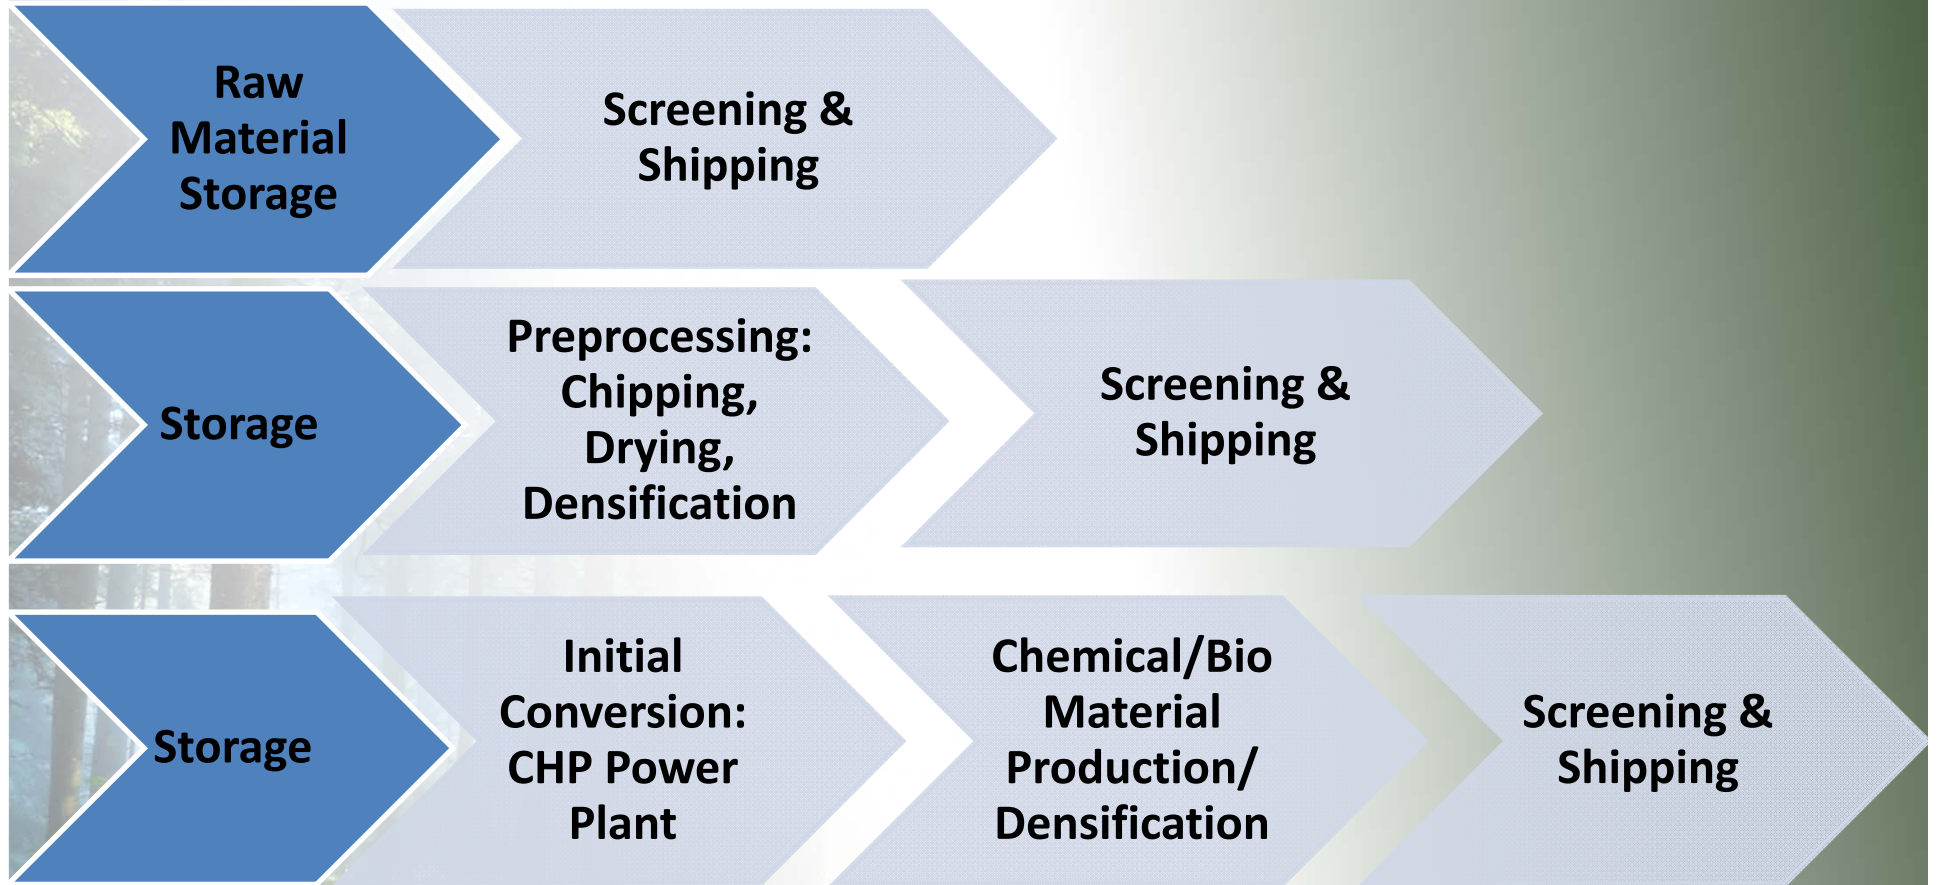 Raw
Material
Storage
Screening &
Shipping
Storage
Preprocessing:
Chipping,
Drying,
Densification
Screening &
Shipping
Storage
Initial
Conversion:
CHP Power
Plant
Chemical/Bio
Material
Production/
Densification
Screening &
Shipping